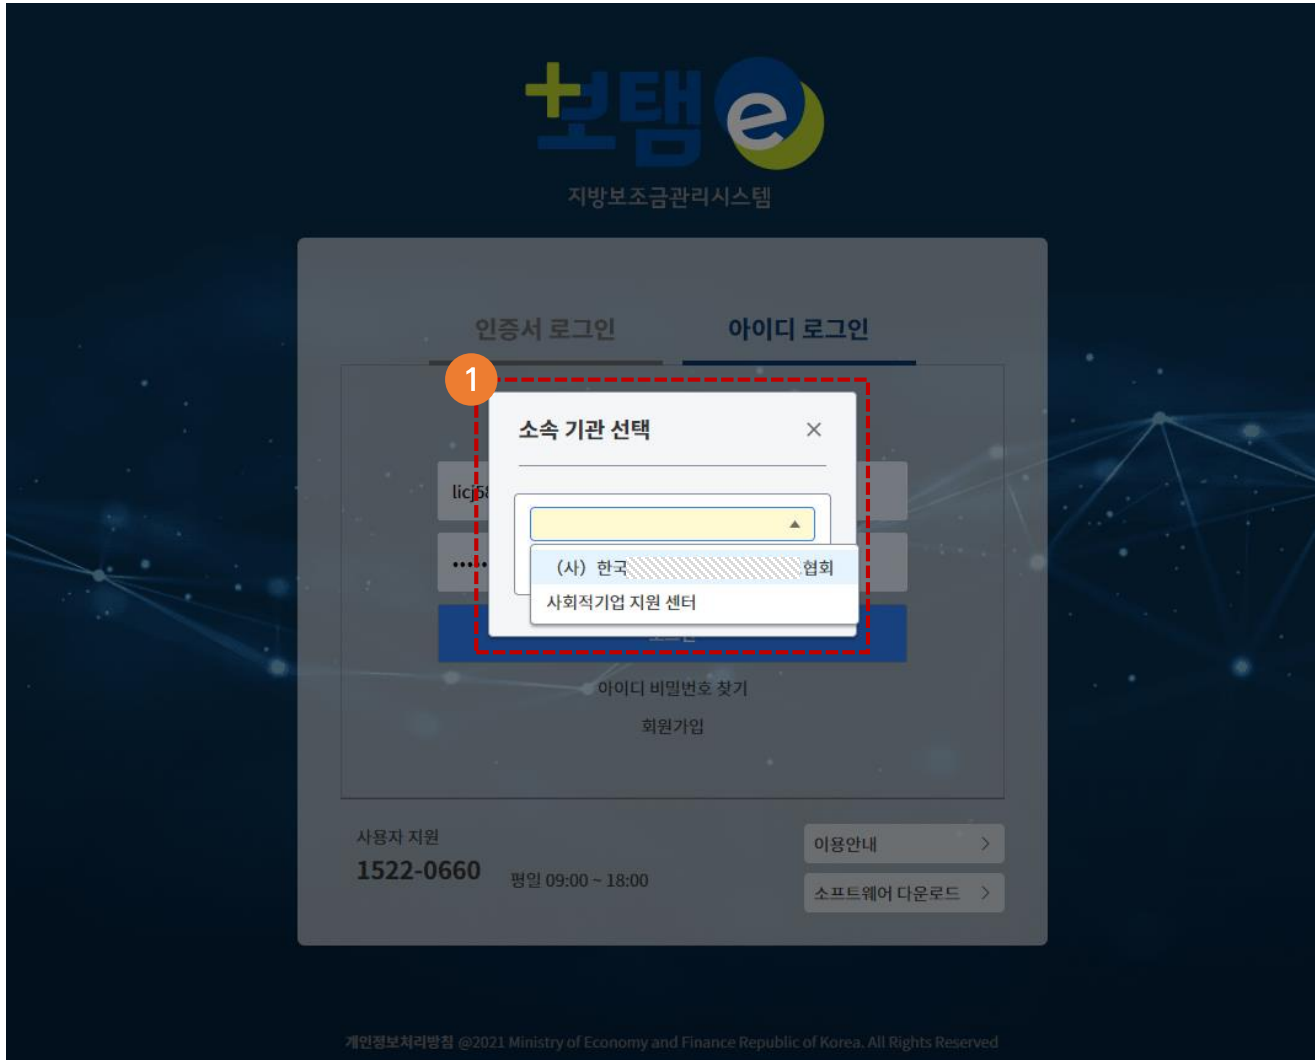 보탬e
지방보조금관리시스템
인증서 로그인 아이디 로그인
1
소속 기관 선택
licj58
(사) 한국 협회
사회적기업 지원 센터
아이디 비밀번호 찾기
회원가입
사용자 지원
1522-0660 평일 09:00 ~ 18:00
이용안내
소프트웨어 다운로드
개인정보처리방침 @2021 Ministry of Economy and Finance Republic of Korea. All Rights Reserved